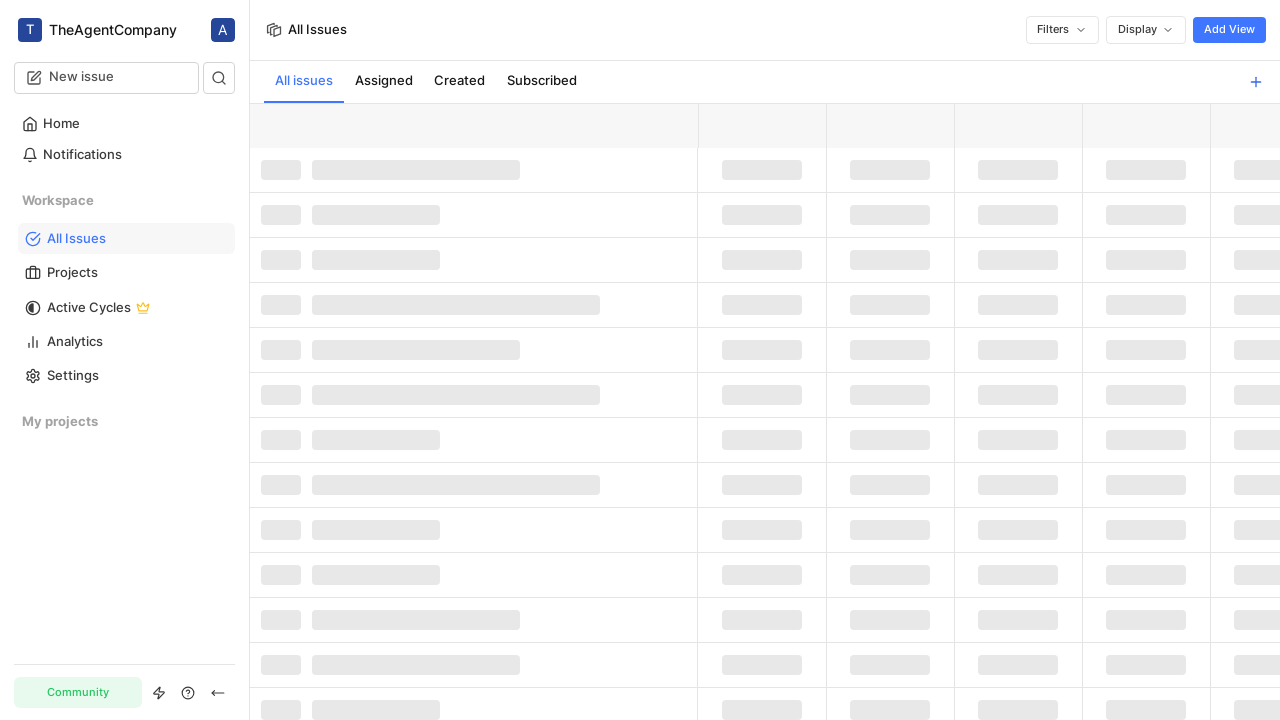 T TheAgentCompany A
New issue
Home
Notifications
Workspace
All Issues
Projects
Active Cycles
Analytics
Settings
My projects
Community
All Issues
Filters Display Add View
All issues Assigned Created Subscribed